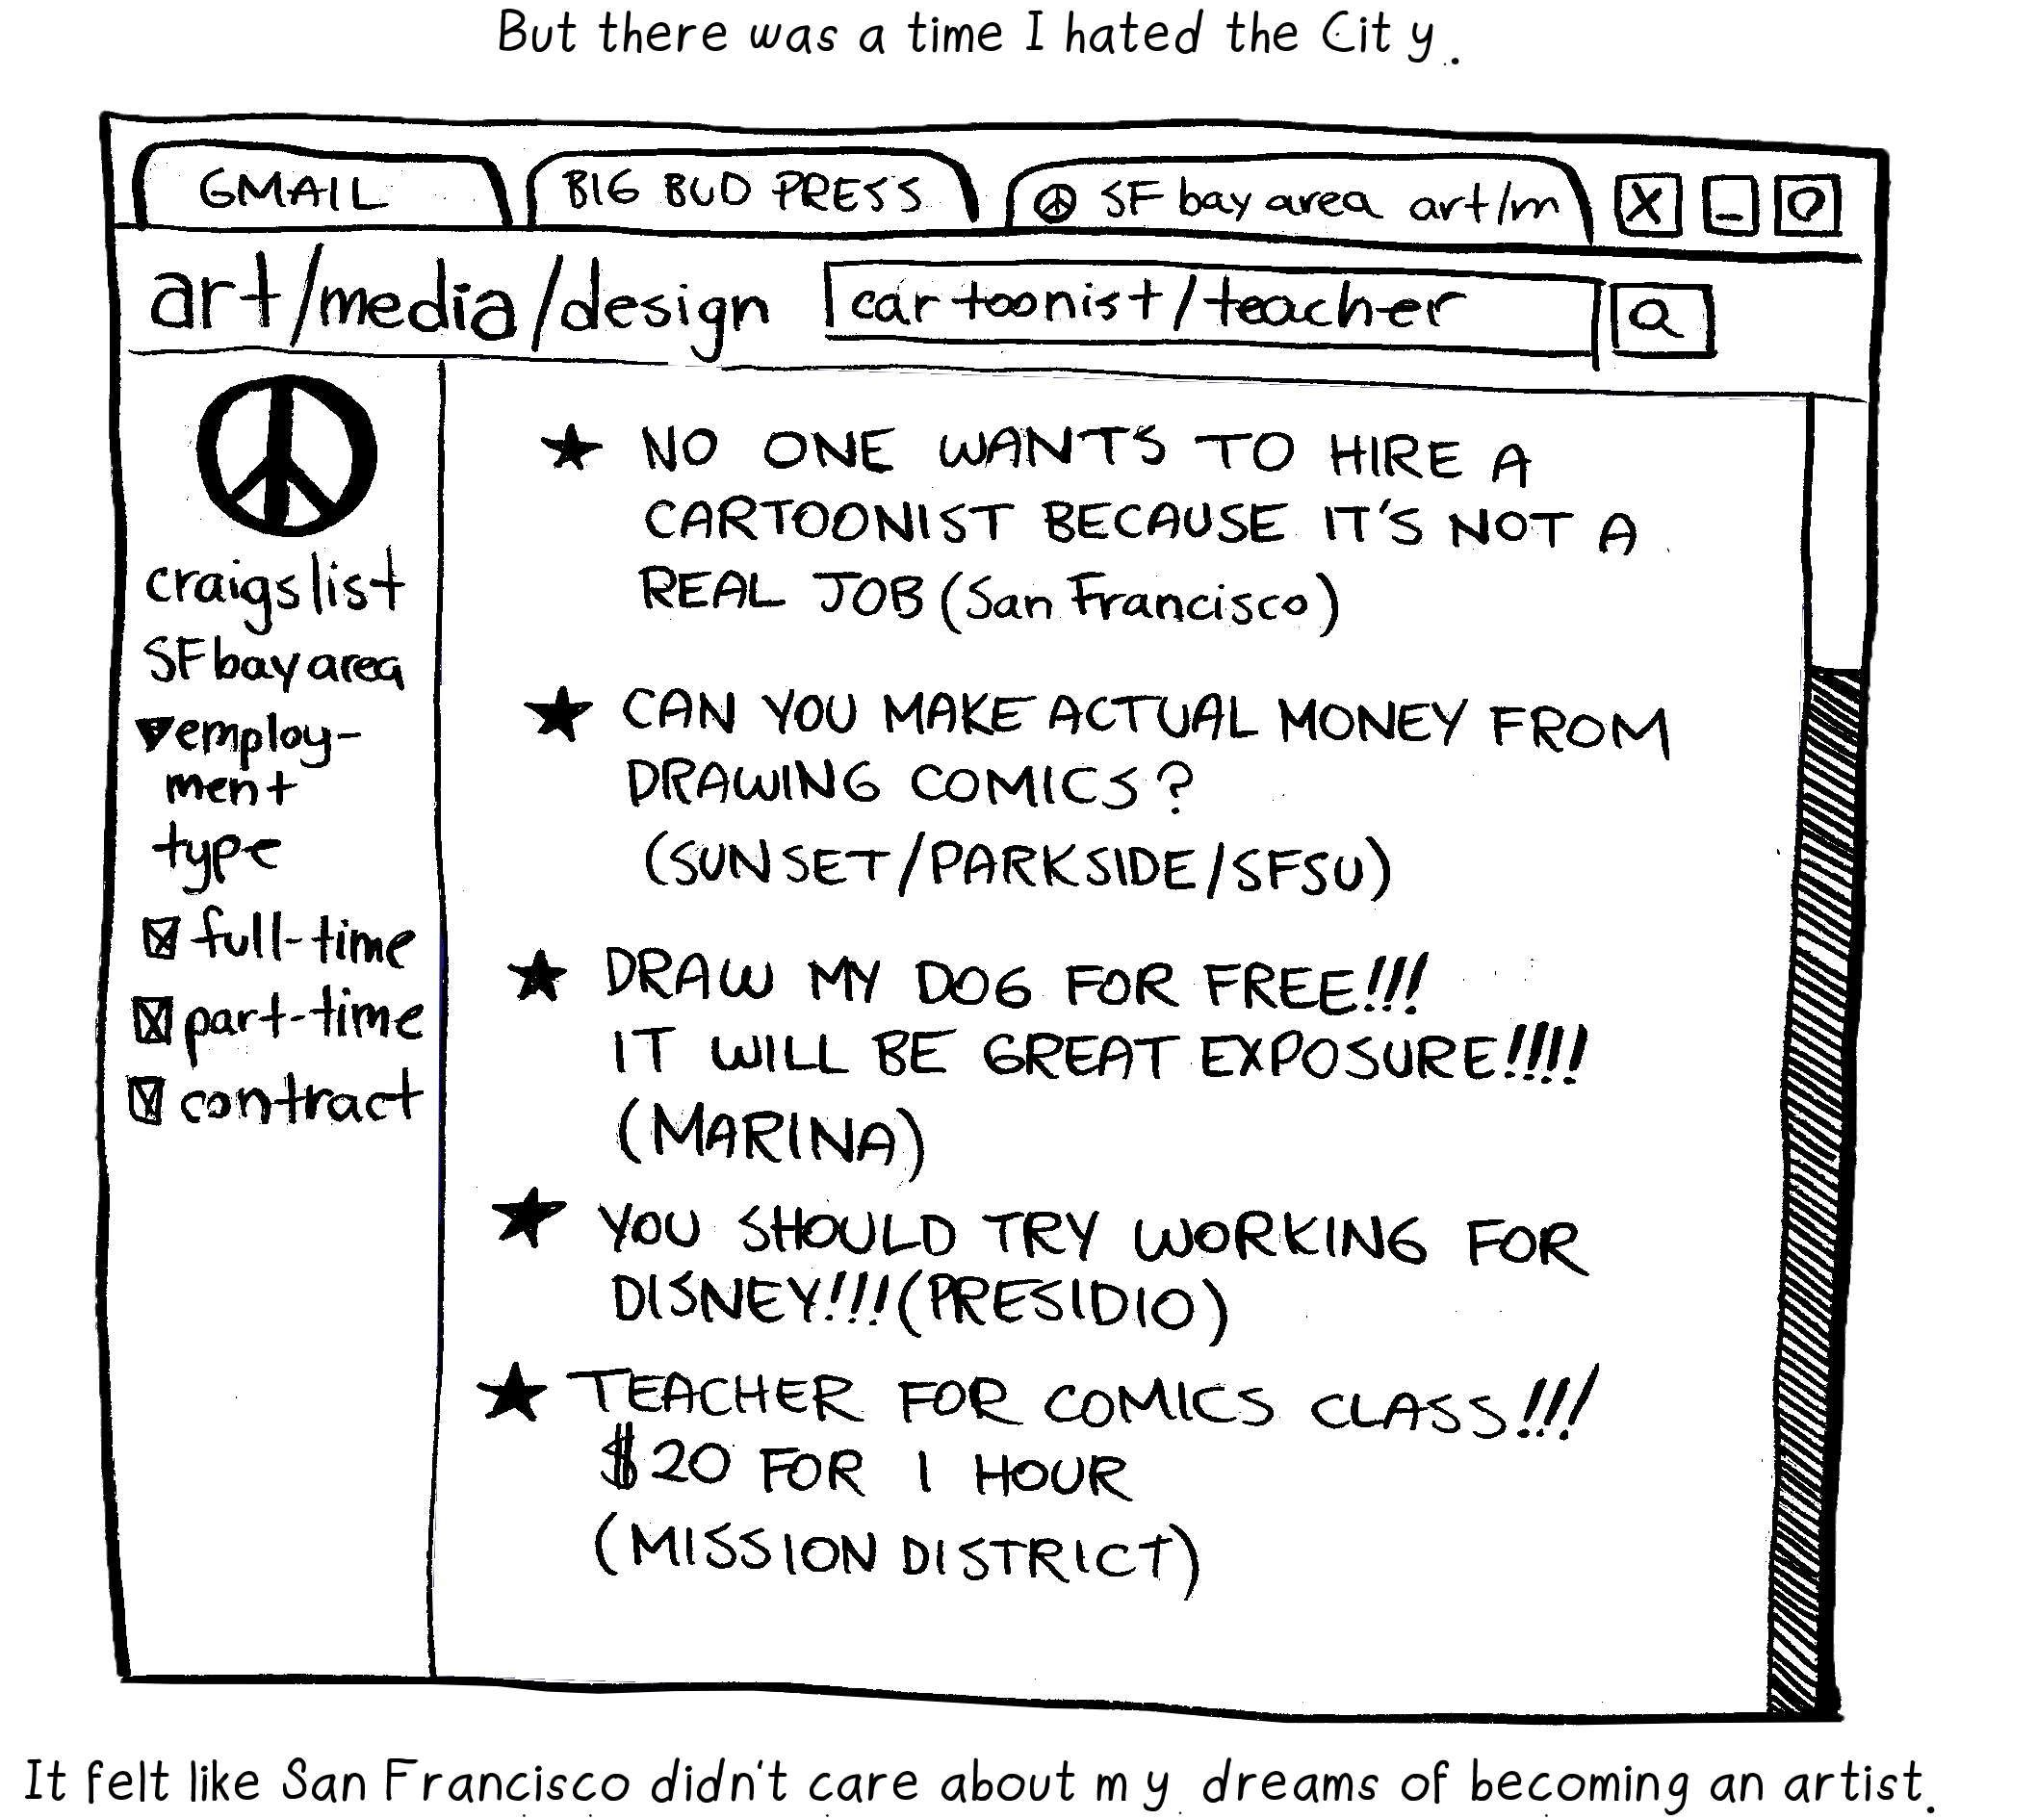 But there was a time I hated the City.
GMAIL
BIG BUD PRESS
SF bay area art/m
art/media/design
cartoonist/teacher
craigslist
SF bay area
employ-
ment
type
full-time
part-time
contract
NO ONE WANTS TO HIRE A
CARTOONIST BECAUSE IT'S NOT A
REAL JOB (San Francisco)
CAN YOU MAKE ACTUAL MONEY FROM
DRAWING COMICS?
(SUNSET/PARKSIDE/SFSU)
DRAW MY DOG FOR FREE!!!
IT WILL BE GREAT EXPOSURE!!!!
(MARINA)
YOU SHOULD TRY WORKING FOR
DISNEY!!! (PRESIDIO)
TEACHER FOR COMICS CLASS!!!
$20 FOR 1 HOUR
(MISSION DISTRICT)
It felt like San Francisco didn't care about my dreams of becoming an artist.